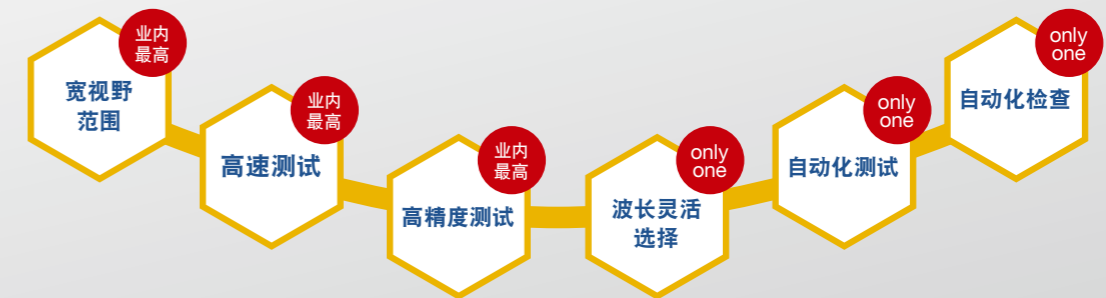 业内
最高
宽视野
范围
业内
最高
高速测试
业内
最高
高精度测试
only
one
波长灵活
选择
only
one
自动化测试
only
one
自动化检查